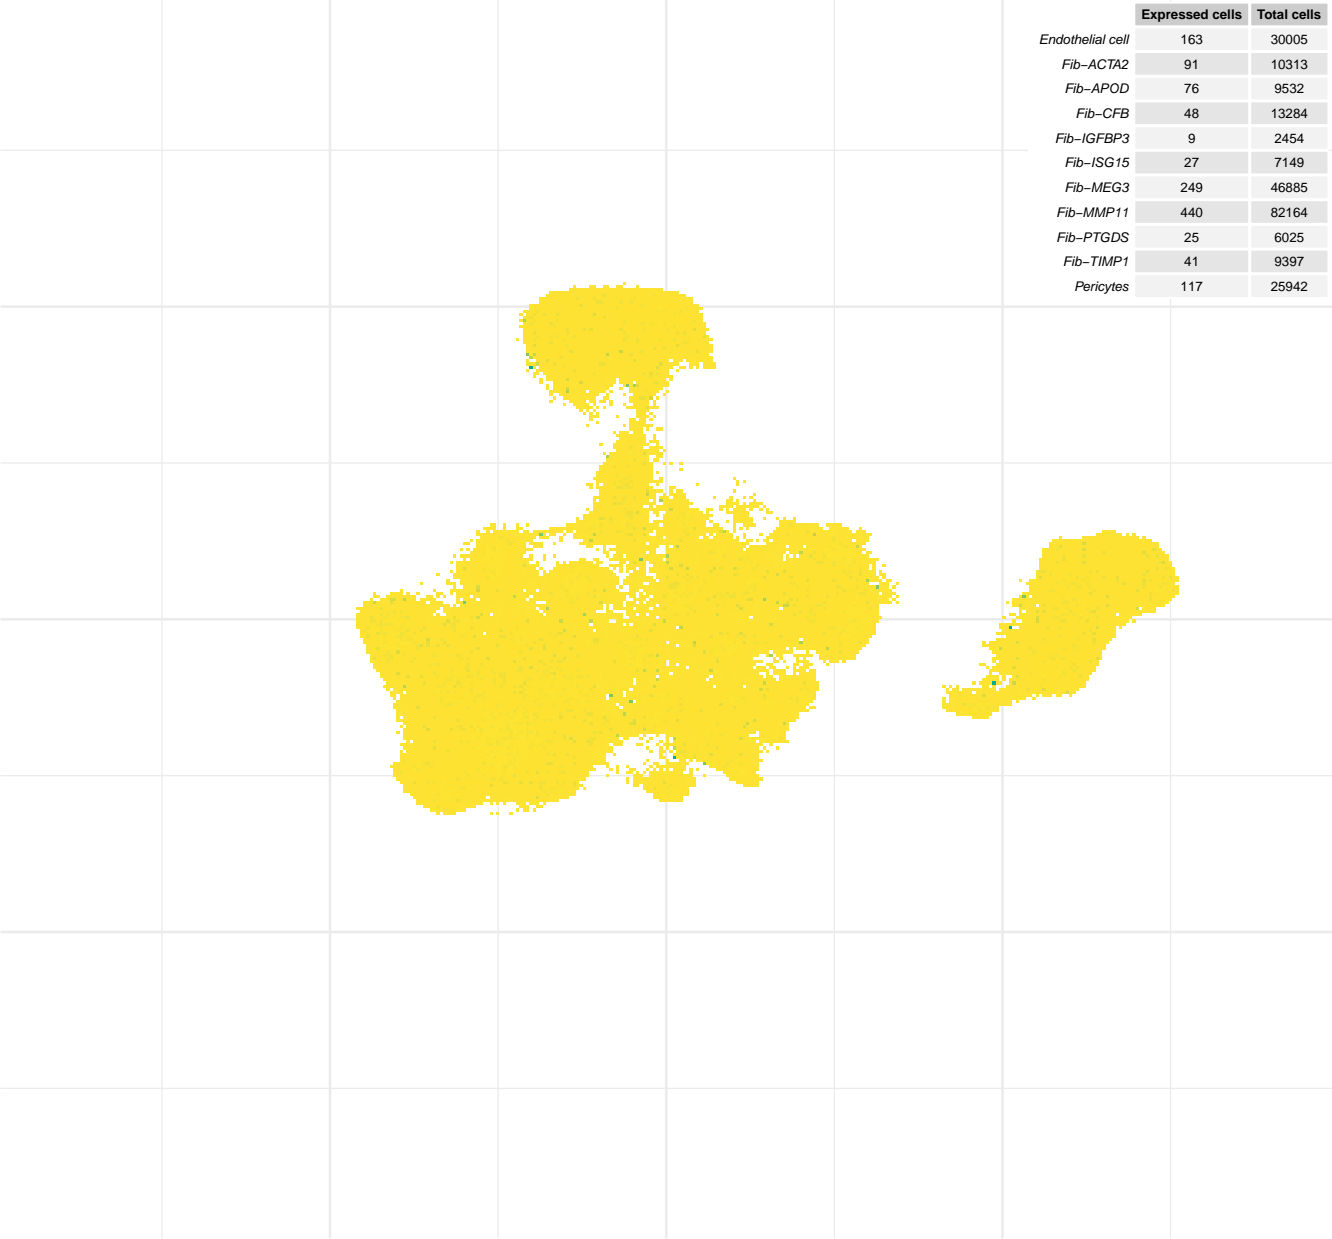 Expressed cells Total cells
Endothelial cell 163 30005
Fib−ACTA2 91 10313
Fib−APOD 76 9532
Fib−CFB 48 13284
Fib−IGFBP3 9 2454
Fib−ISG15 27 7149
Fib−MEG3 249 46885
Fib−MMP11 440 82164
Fib−PTGDS 25 6025
Fib−TIMP1 41 9397
Pericytes 117 25942